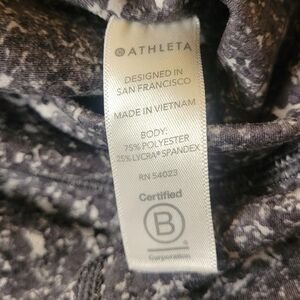 ATHLETA
DESIGNED IN
SAN FRANCISCO
MADE IN VIETNAM
BODY:
75% POLYESTER
25% LYCRA® SPANDEX
RN 54023
Certified
B
Corporation